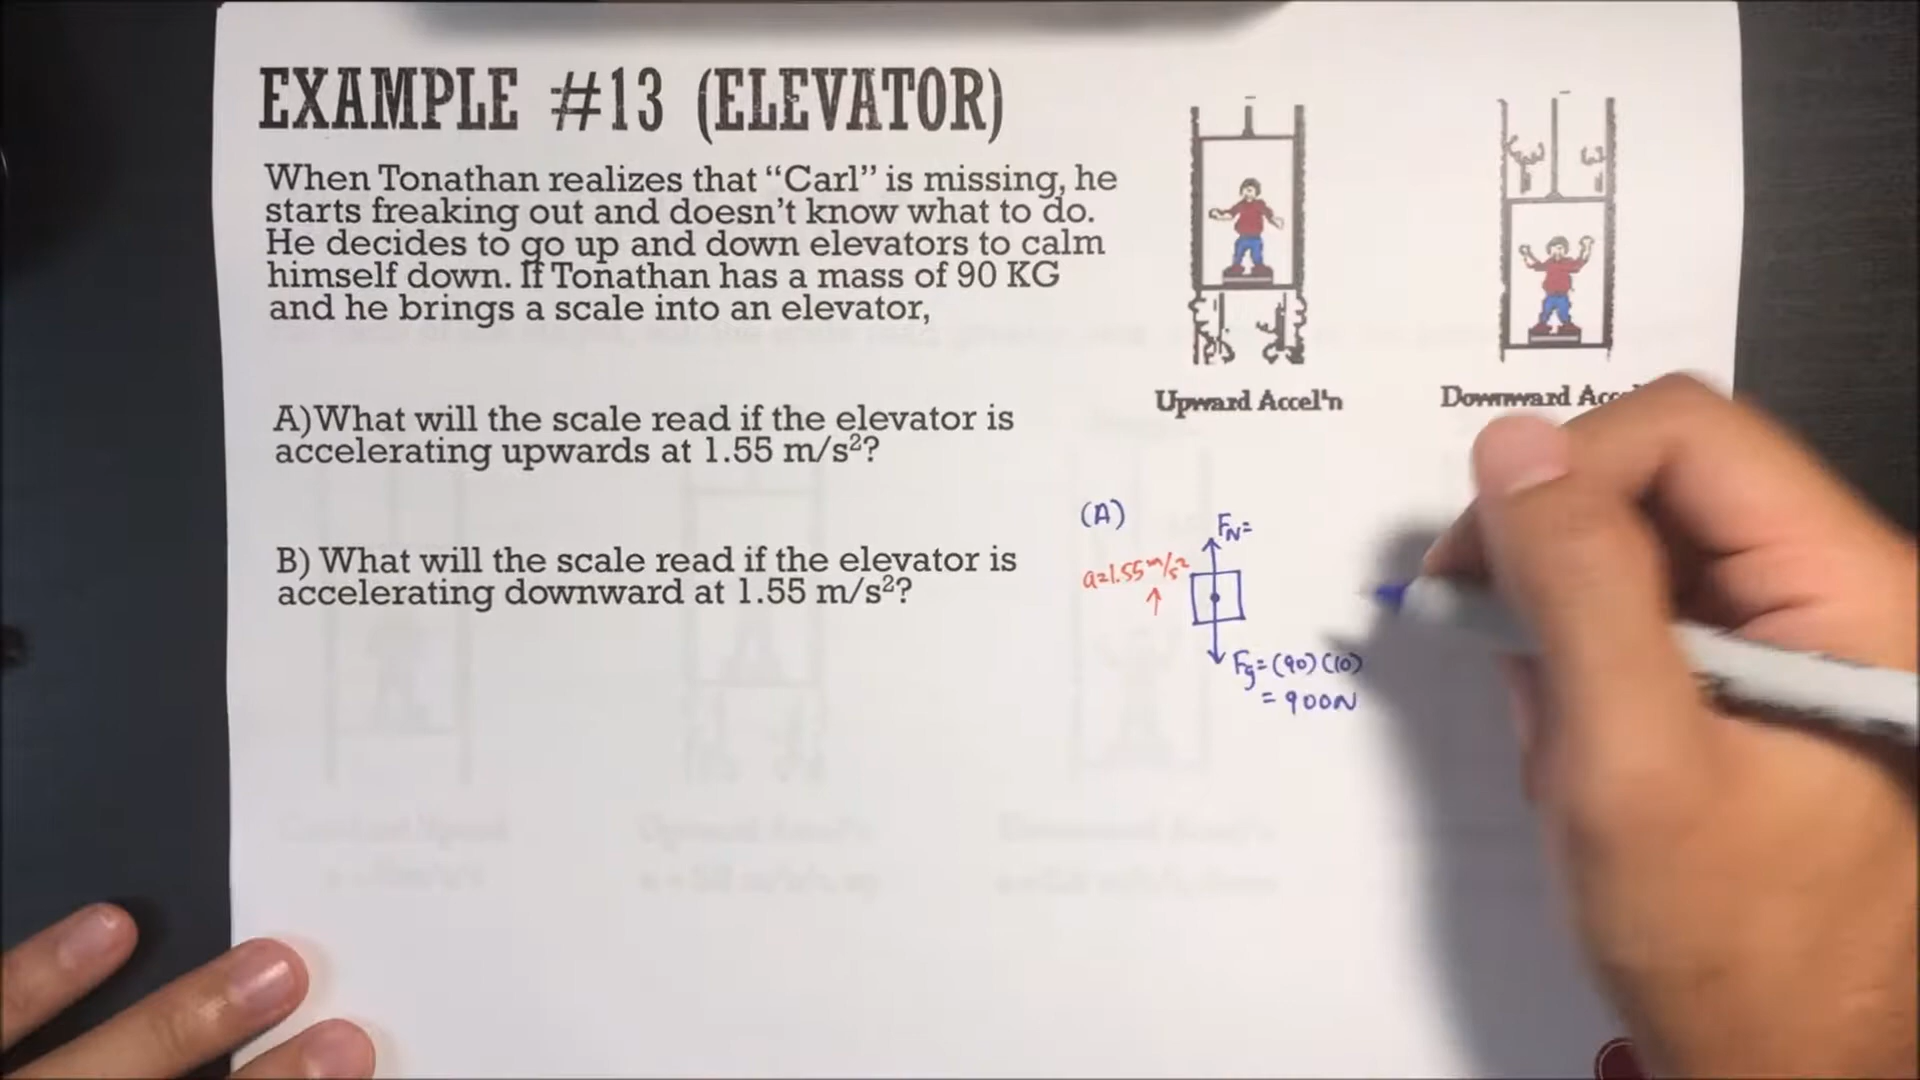 EXAMPLE #13 (ELEVATOR)
When Tonathan realizes that “Carl” is missing, he
starts freaking out and doesn’t know what to do.
He decides to go up and down elevators to calm
himself down. If Tonathan has a mass of 90 KG
and he brings a scale into an elevator,
Upward Accel'n
Downward
A)What will the scale read if the elevator is
accelerating upwards at 1.55 m/s²?
B) What will the scale read if the elevator is
accelerating downward at 1.55 m/s²?
(A)
FN=
a=1.55 m/s²
Fg=(90)(10)
= 900N